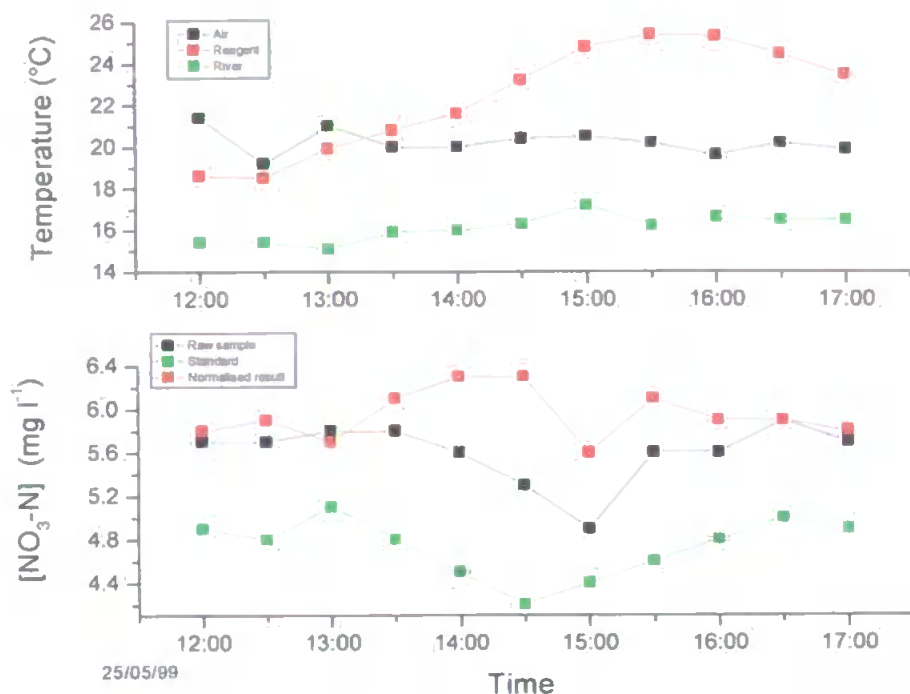 Temperature (°C)
26
24
22
20
18
16
14
Air
Reagent
River
12:00 13:00 14:00 15:00 16:00 17:00
[NO₃-N] (mg l⁻¹)
6.4
6.0
5.6
5.2
4.8
4.4
Raw sample
Standard
Normalised result
12:00 13:00 14:00 15:00 16:00 17:00
25/05/99
Time